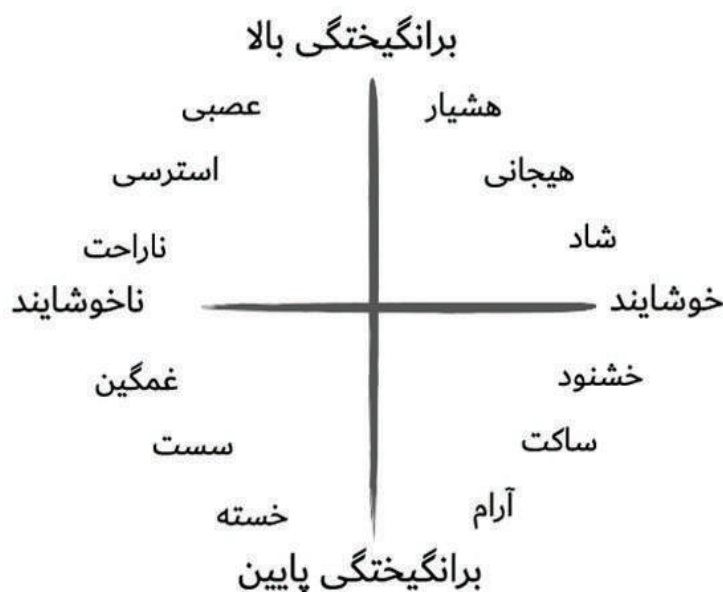 برانگیختگی بالا
هشیار
عصبی
هیجانی
استرسی
شاد
ناراحت
خوشایند
ناخوشایند
خشنود
غمگین
ساکت
سست
آرام
خسته
برانگیختگی پایین